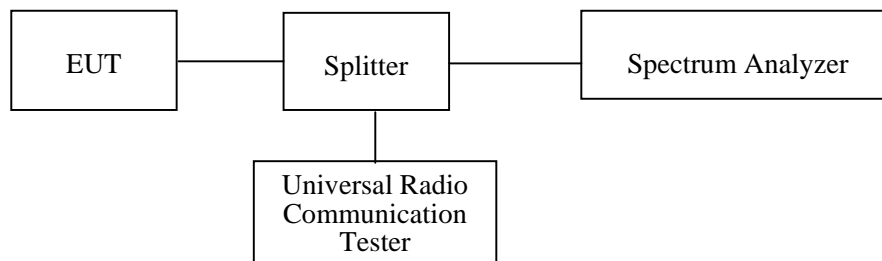 EUT
Splitter
Spectrum Analyzer
Universal Radio
Communication
Tester